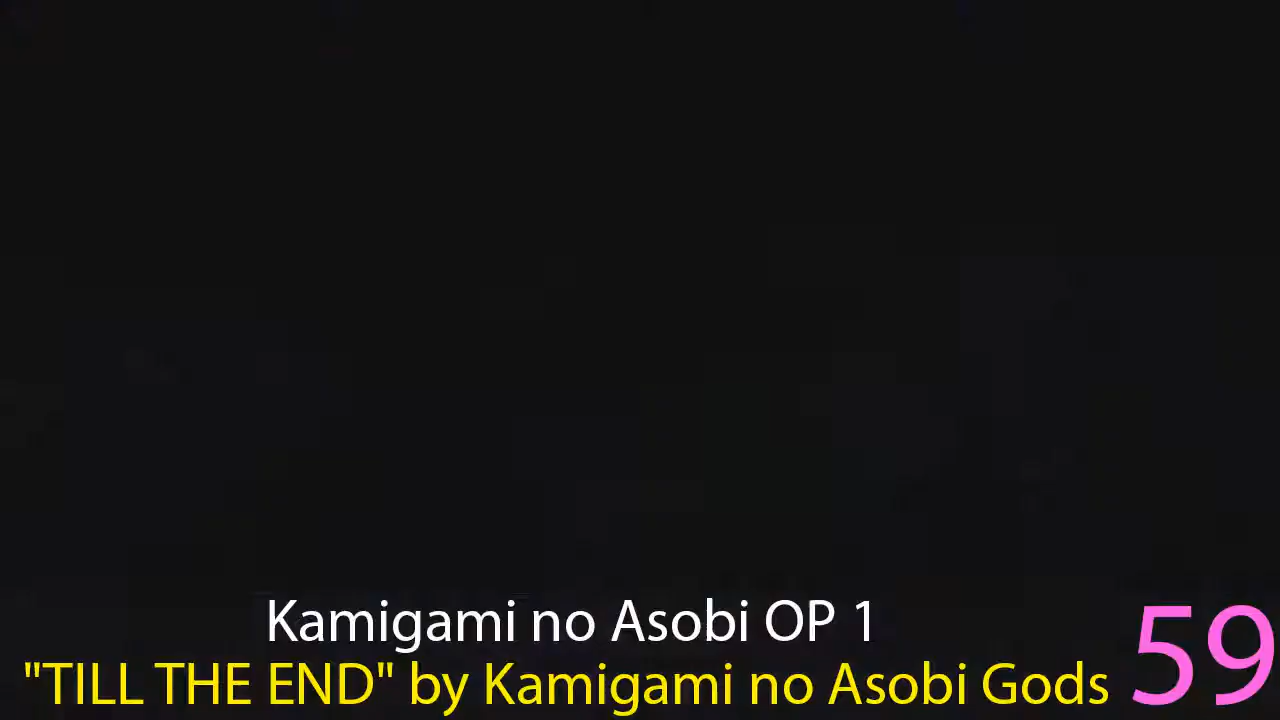 Kamigami no Asobi OP 1
"TILL THE END" by Kamigami no Asobi Gods
59